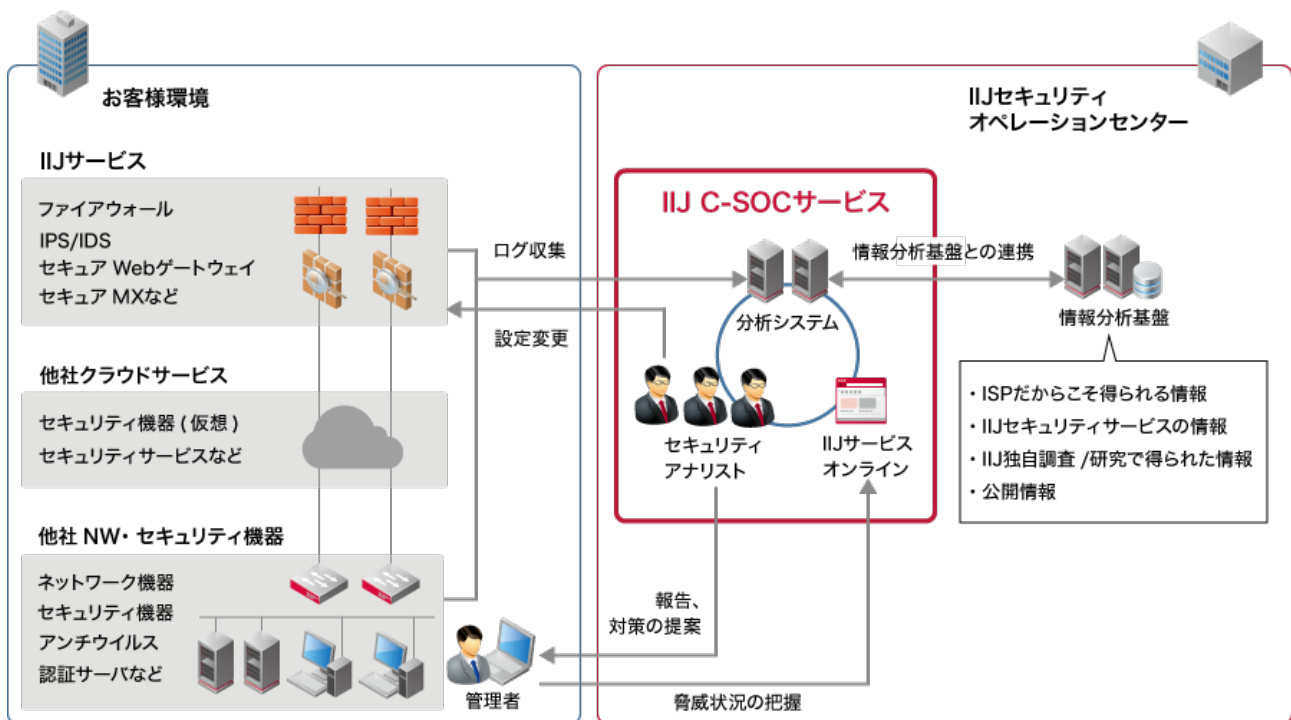 お客様環境
IIJサービス
ファイアウォール
IPS/IDS
セキュア Webゲートウェイ
セキュア MXなど
他社クラウドサービス
セキュリティ機器 ( 仮想 )
セキュリティサービスなど
他社 NW・ セキュリティ機器
ネットワーク機器
セキュリティ機器
アンチウイルス
認証サーバなど
管理者
ログ収集
設定変更
IIJセキュリティ
オペレーションセンター
IIJ C-SOCサービス
分析システム
セキュリティ
アナリスト
IIJサービス
オンライン
情報分析基盤との連携
情報分析基盤
・ISPだからこそ得られる情報
・IIJセキュリティサービスの情報
・IIJ独自調査 /研究で得られた情報
・公開情報
報告、
対策の提案
脅威状況の把握